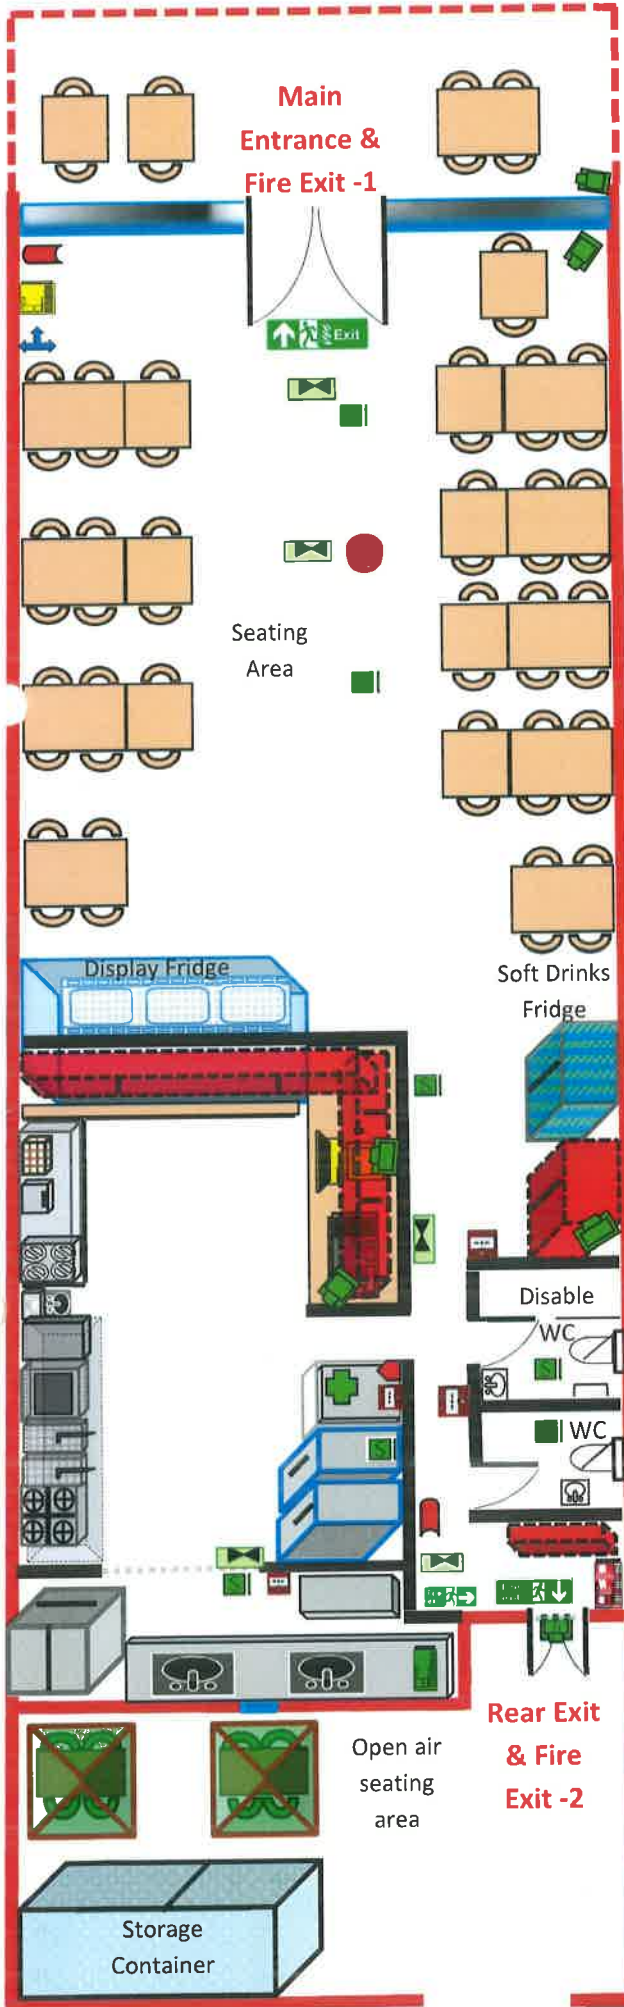 Main
Entrance &
Fire Exit -1
Exit
Seating
Area
Display Fridge
Soft Drinks
Fridge
Disable
WC
WC
Rear Exit
& Fire
Exit -2
Open air
seating
area
Storage
Container